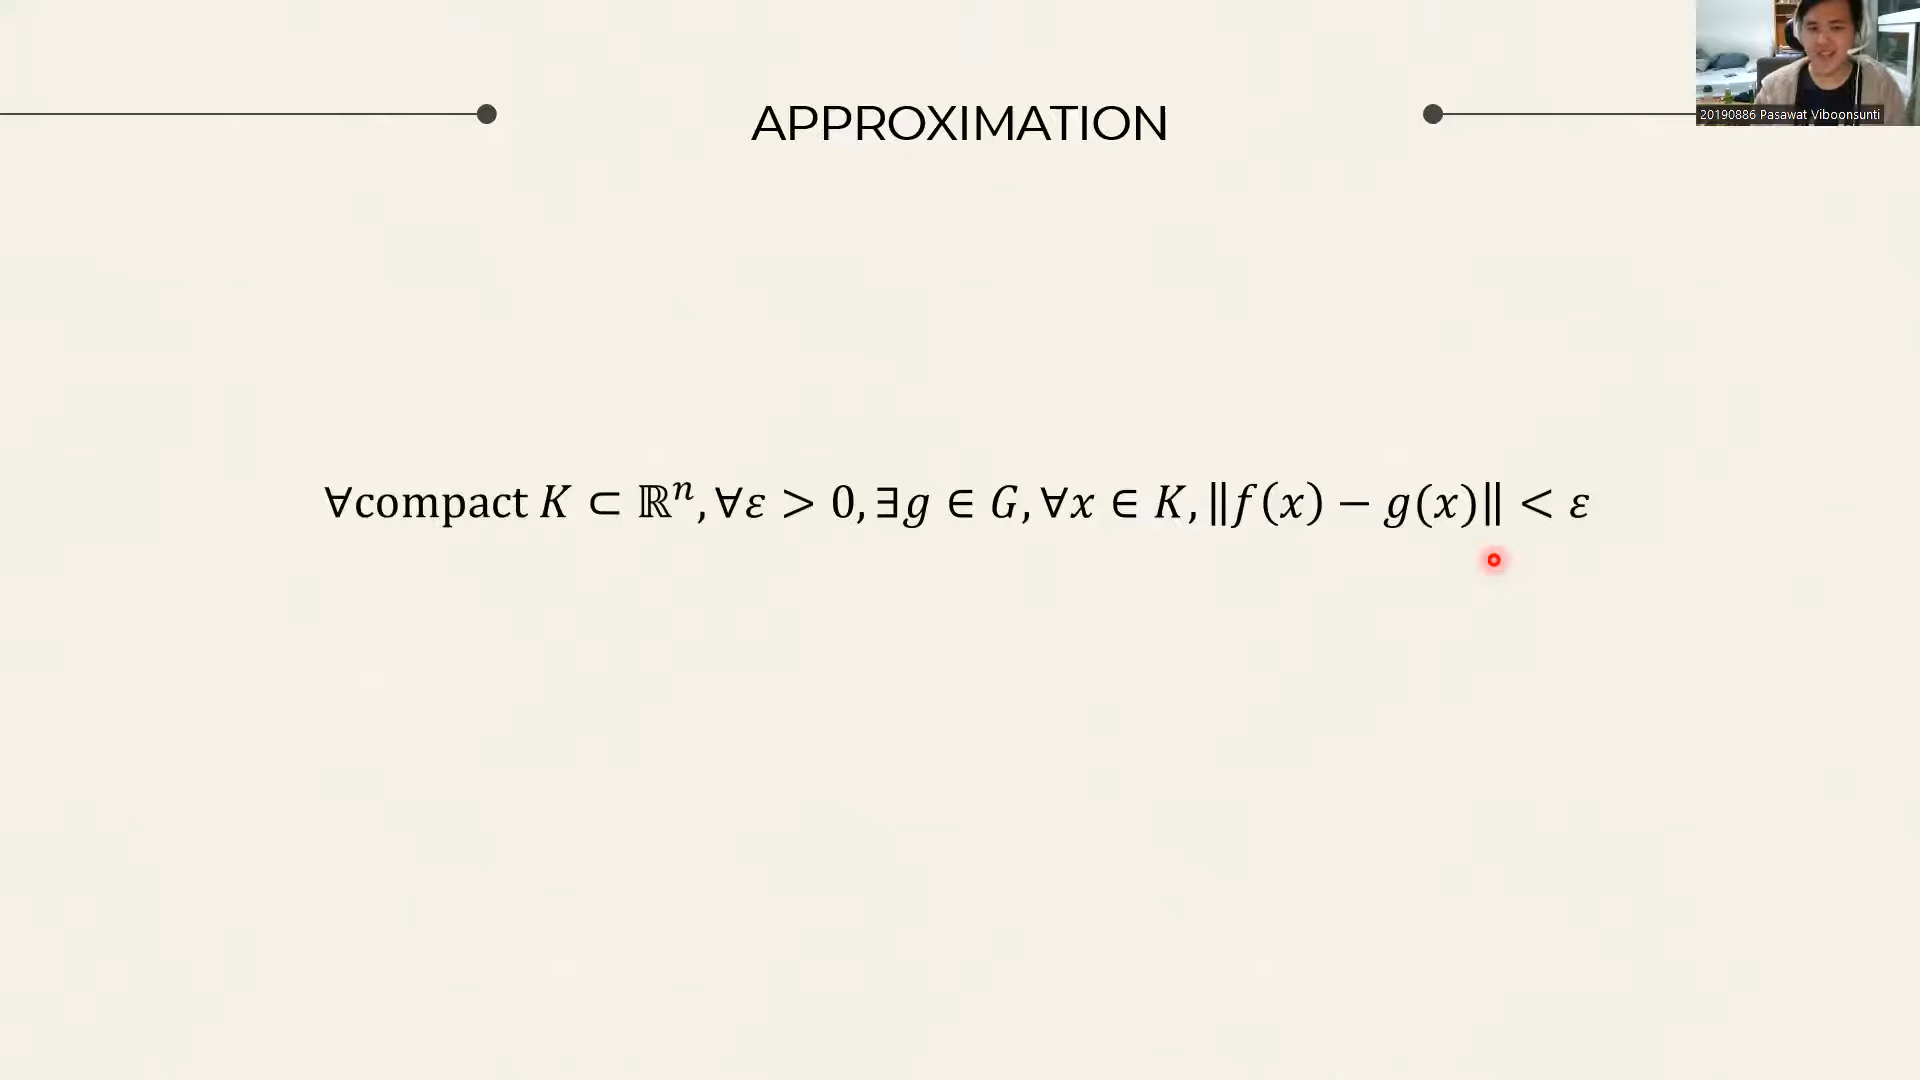 APPROXIMATION
20190886 Pasawat Viboonsunti
∀compact K ⊂ ℝⁿ, ∀ε > 0, ∃g ∈ G, ∀x ∈ K, ‖f(x) − g(x)‖ < ε